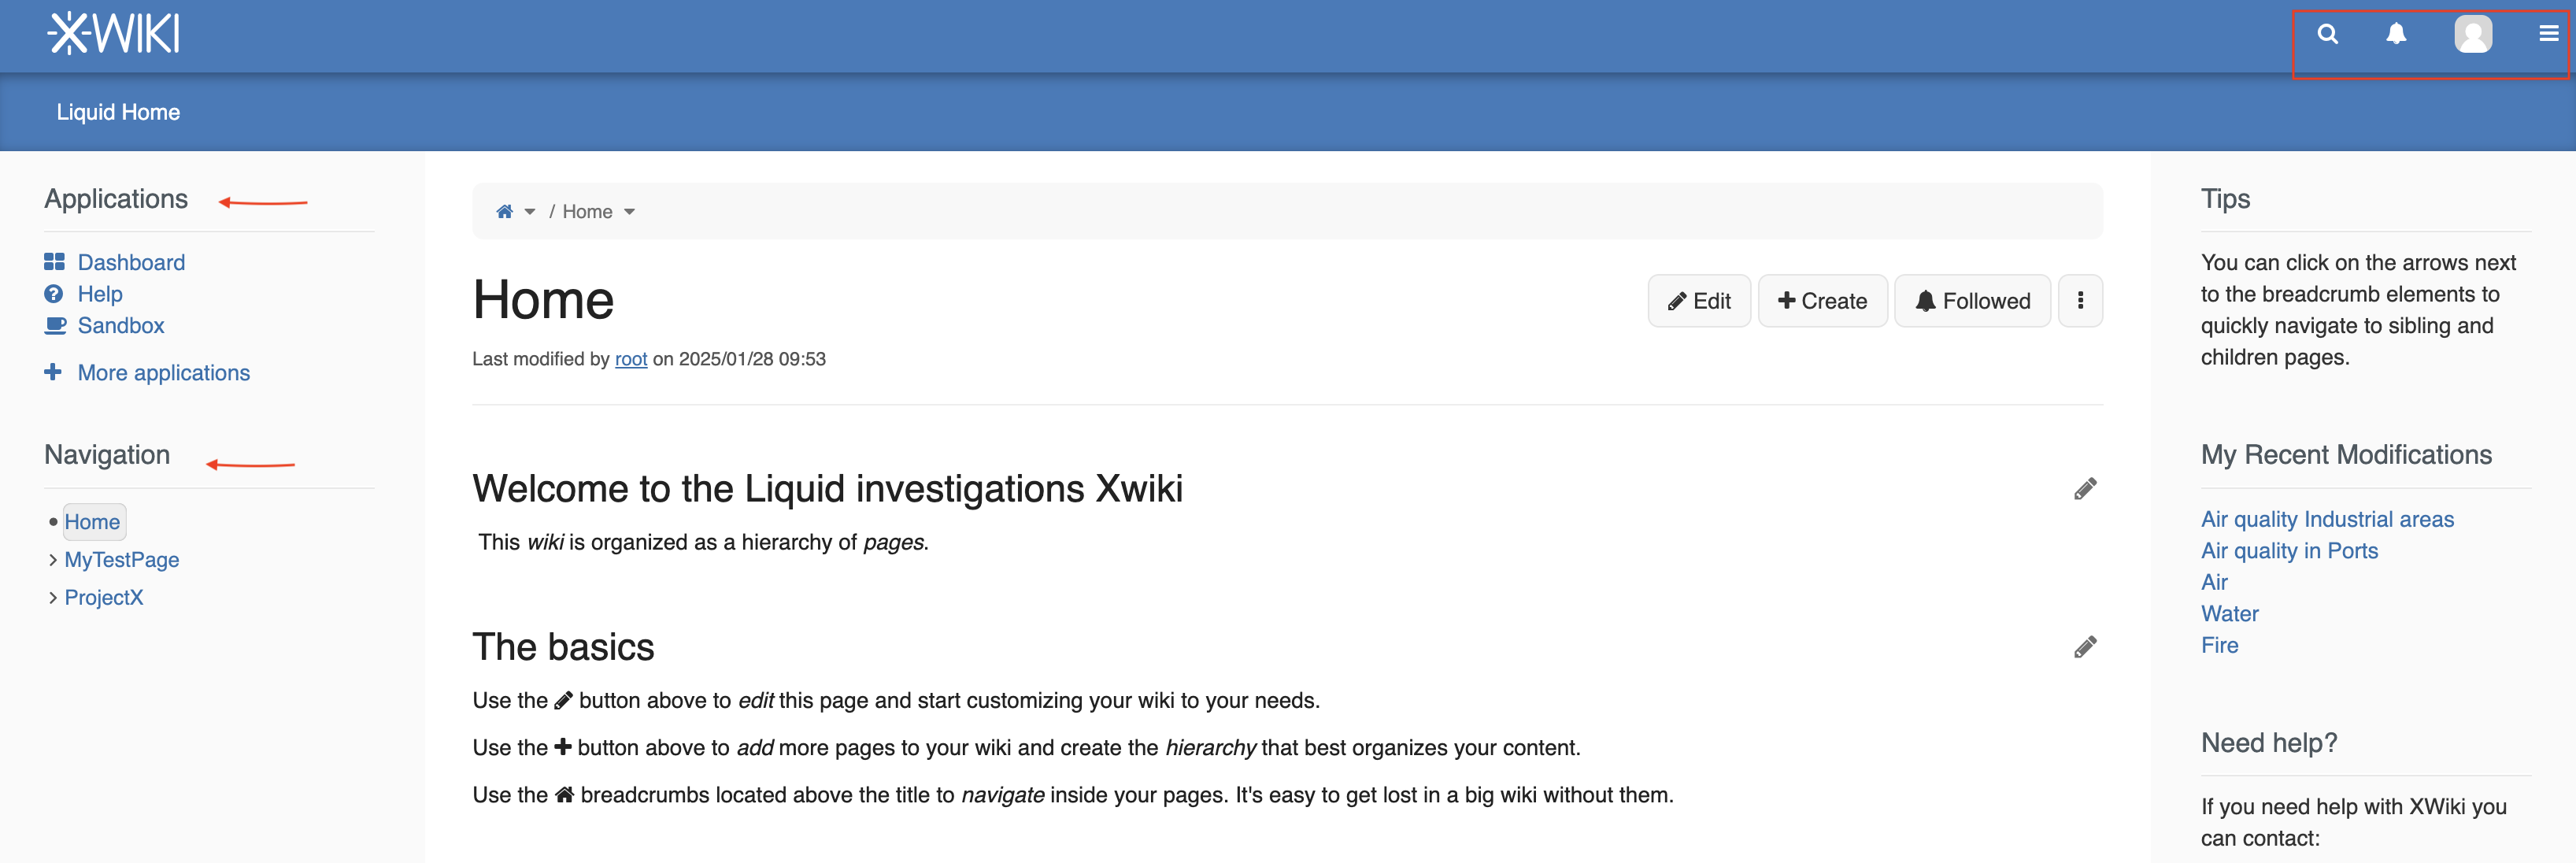 XWIKI
Liquid Home
Applications
Dashboard
Help
Sandbox
More applications
Navigation
Home
MyTestPage
ProjectX
/ Home
Home
Edit
Create
Followed
Last modified by root on 2025/01/28 09:53
Welcome to the Liquid investigations Xwiki
This wiki is organized as a hierarchy of pages.
The basics
Use the button above to edit this page and start customizing your wiki to your needs.
Use the button above to add more pages to your wiki and create the hierarchy that best organizes your content.
Use the breadcrumbs located above the title to navigate inside your pages. It's easy to get lost in a big wiki without them.
Tips
You can click on the arrows next
to the breadcrumb elements to
quickly navigate to sibling and
children pages.
My Recent Modifications
Air quality Industrial areas
Air quality in Ports
Air
Water
Fire
Need help?
If you need help with XWiki you
can contact: